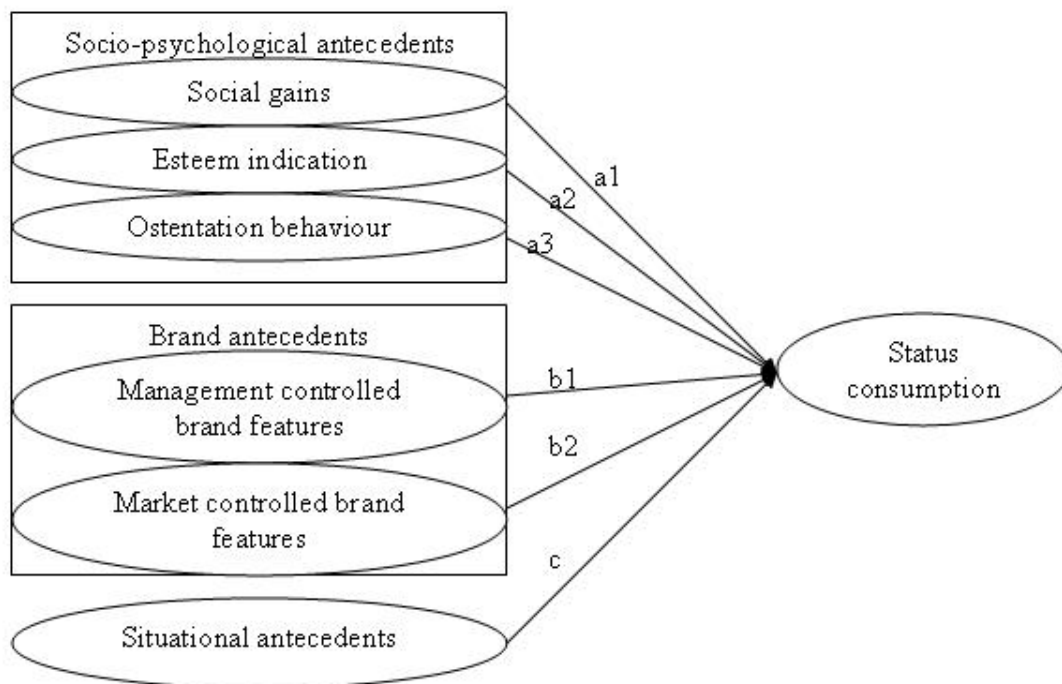 Socio-psychological antecedents
Social gains
Esteem indication
Ostentation behaviour
a1
a2
a3
Brand antecedents
Management controlled
brand features
b1
Market controlled brand
features
b2
Situational antecedents
c
Status
consumption